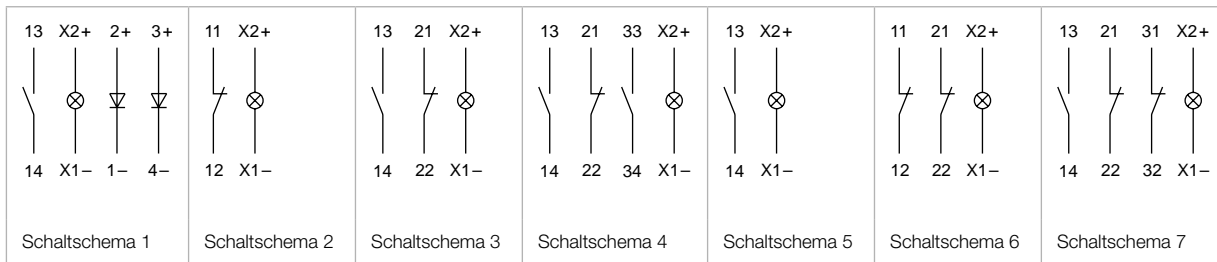 13 X2+ 2+ 3+ 11 X2+ 13 21 X2+ 13 21 33 X2+ 13 X2+ 11 21 X2+ 13 21 31 X2+
14 X1– 1– 4– 12 X1– 14 22 X1– 14 22 34 X1– 14 X1– 12 22 X1– 14 22 32 X1–
Schaltschema 1 Schaltschema 2 Schaltschema 3 Schaltschema 4 Schaltschema 5 Schaltschema 6 Schaltschema 7